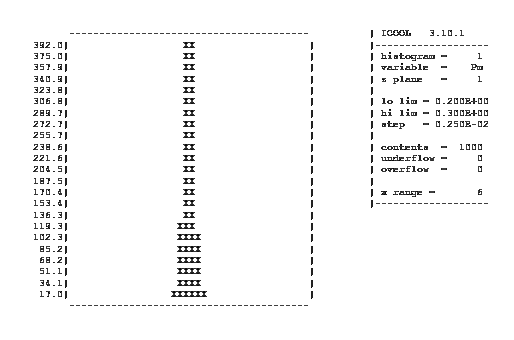 ICOOL 3.10.1
392.0| XX |
375.0| XX |
357.9| XX |
340.9| XX |
323.8| XX |
306.8| XX |
289.7| XX |
272.7| XX |
255.7| XX |
238.6| XX |
221.6| XX |
204.5| XX |
187.5| XX |
170.4| XX |
153.4| XX |
136.3| XX |
119.3| XXX |
102.3| XXXX |
85.2| XXXX |
68.2| XXXX |
51.1| XXXX |
34.1| XXXX |
17.0| XXXXXX |
histogram = 1
variable = Pm
z plane = 1
lo lim = 0.200E+00
hi lim = 0.300E+00
step = 0.250E-02
contents = 1000
underflow = 0
overflow = 0
x range = 6